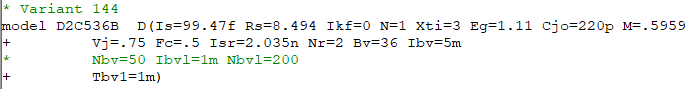 * Variant 144
model D2C536B  D(Is=99.47f Rs=8.494 Ikf=0 N=1 Xti=3 Eg=1.11 Cjo=220p M=.5959
+       Vj=.75 Fc=.5 Isr=2.035n Nr=2 Bv=36 Ibv=5m
*       Nbv=50 Ibvl=1m Nbvl=200
+       Tbv1=1m)